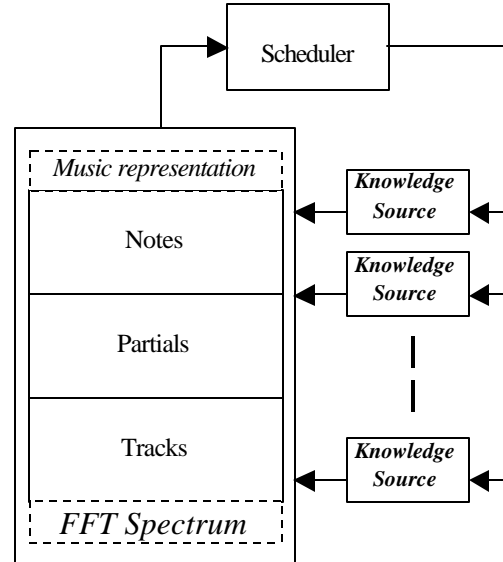 Scheduler
Music representation
Notes
Partials
Tracks
FFT Spectrum
Knowledge
Source
Knowledge
Source
Knowledge
Source